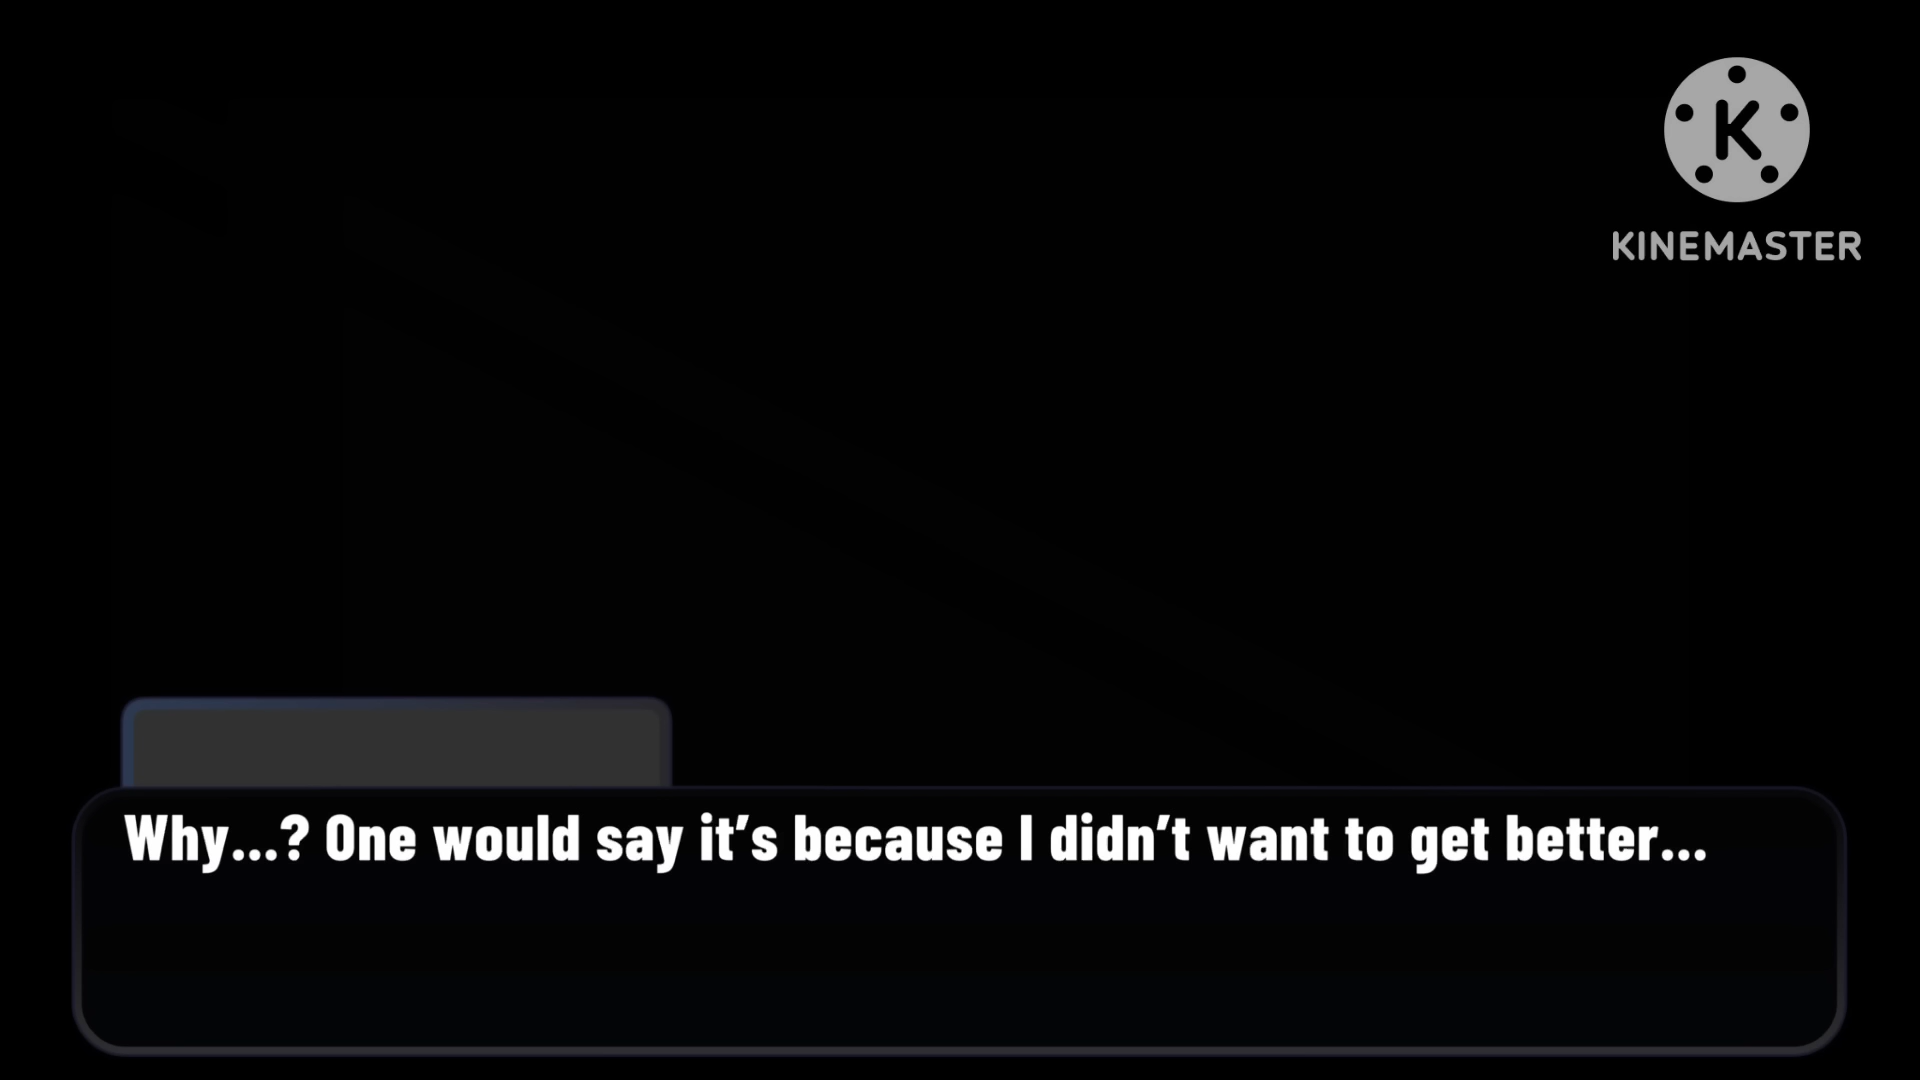 K
KINEMASTER
Why...? One would say it's because I didn't want to get better...